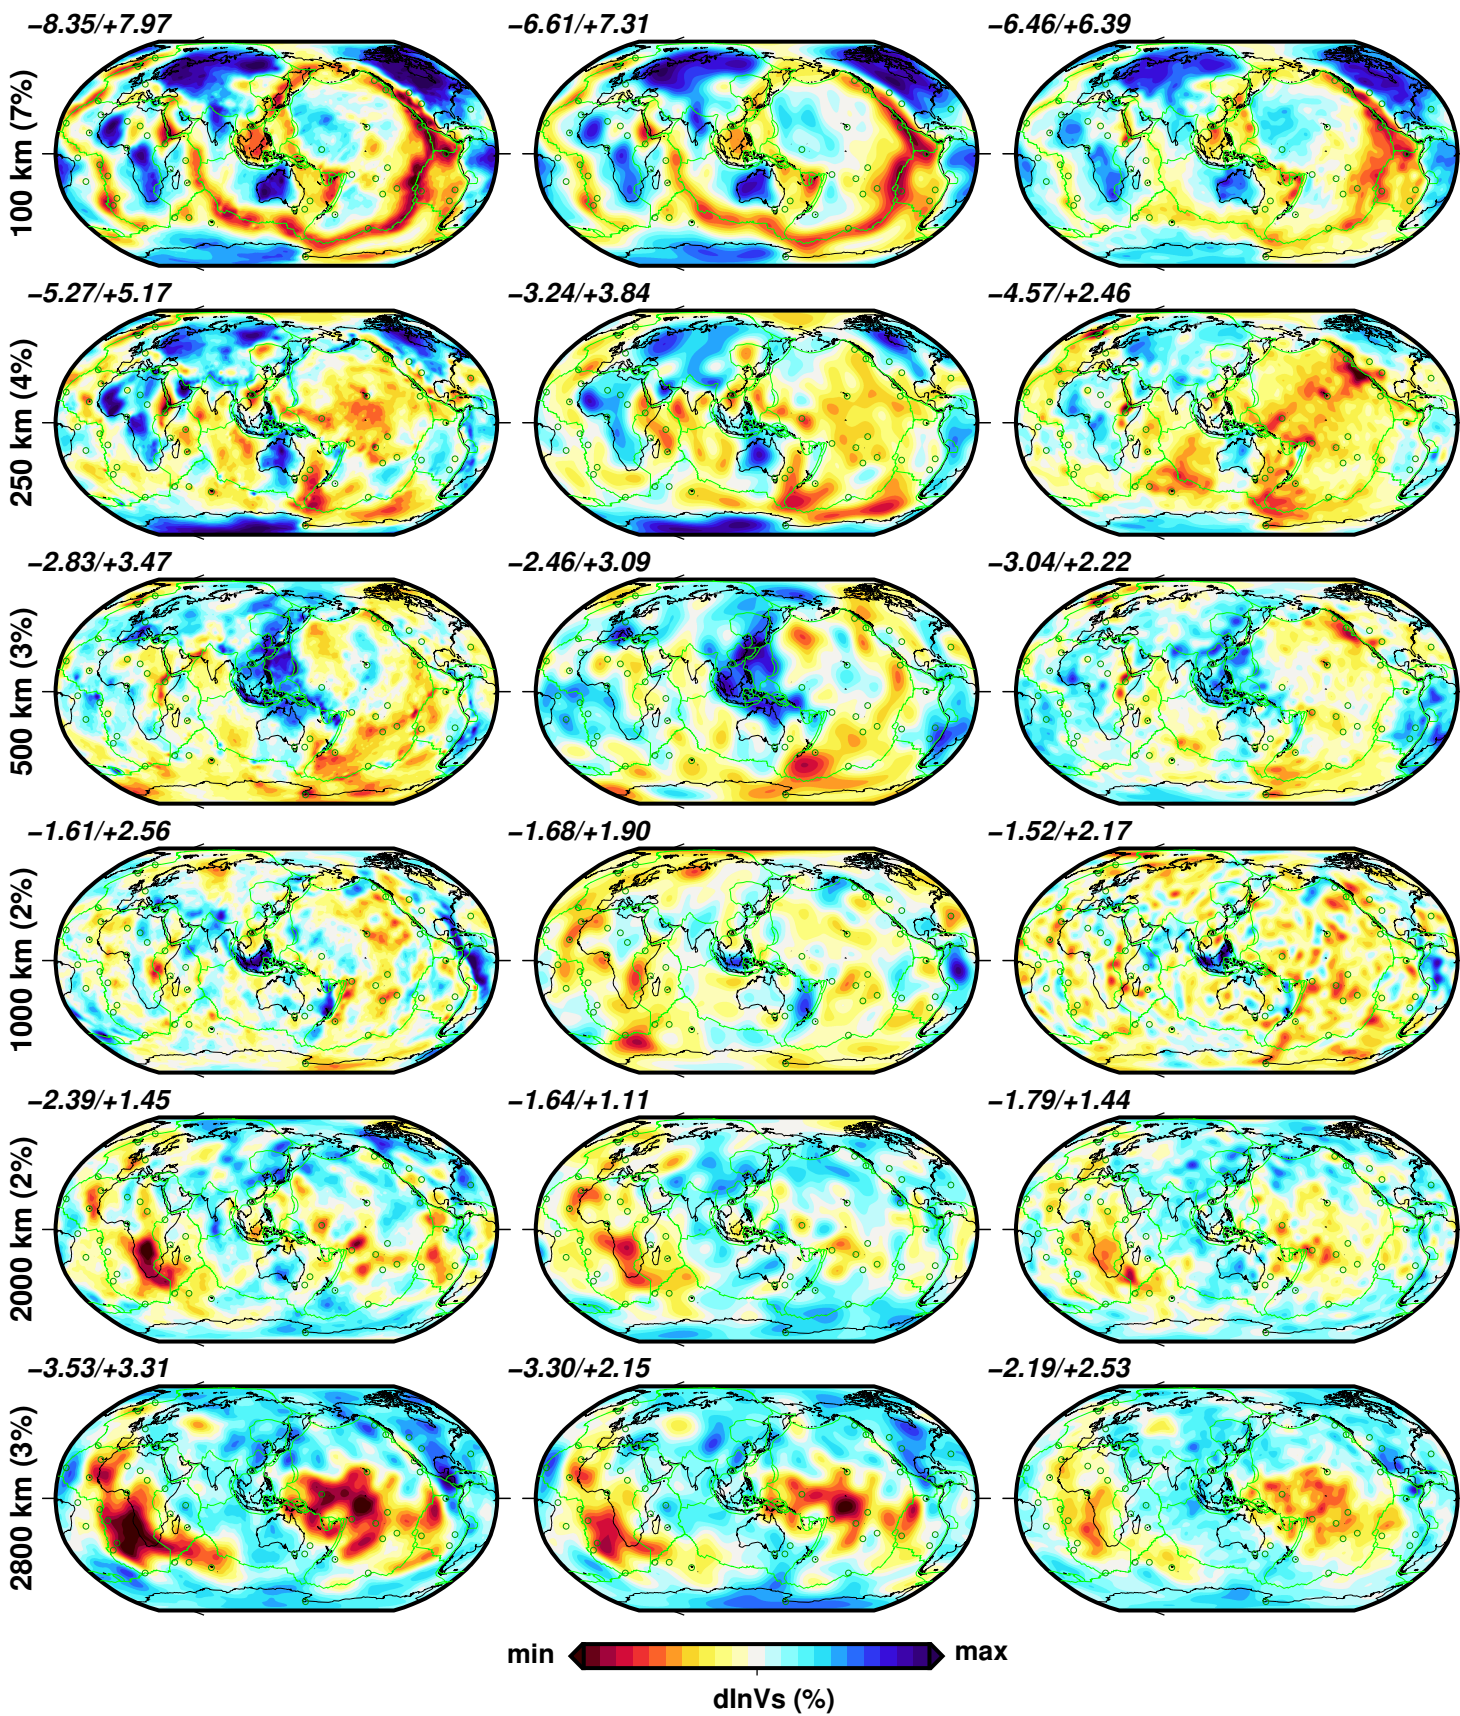 −8.35/+7.97 −6.61/+7.31 −6.46/+6.39
100 km (7%)
−5.27/+5.17 −3.24/+3.84 −4.57/+2.46
250 km (4%)
−2.83/+3.47 −2.46/+3.09 −3.04/+2.22
500 km (3%)
−1.61/+2.56 −1.68/+1.90 −1.52/+2.17
1000 km (2%)
−2.39/+1.45 −1.64/+1.11 −1.79/+1.44
2000 km (2%)
−3.53/+3.31 −3.30/+2.15 −2.19/+2.53
2800 km (3%)
min max
dlnVs (%)